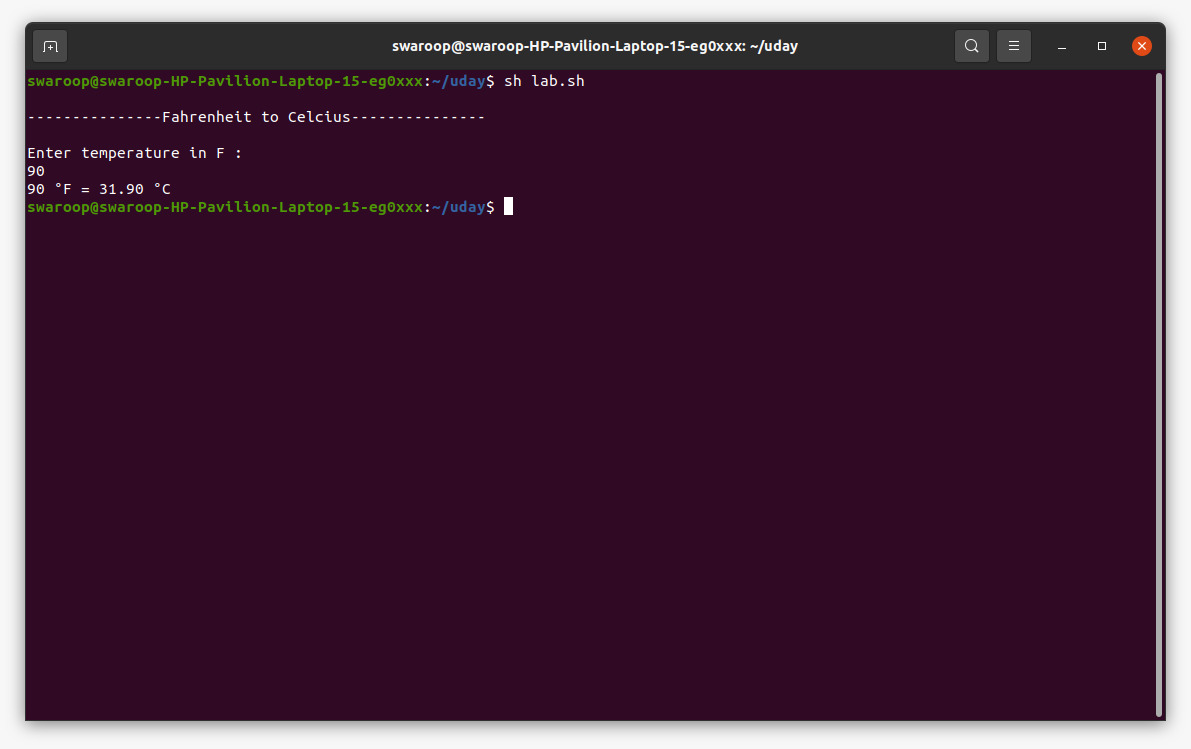 swaroop@swaroop-HP-Pavilion-Laptop-15-eg0xxx: ~/uday
swaroop@swaroop-HP-Pavilion-Laptop-15-eg0xxx:~/uday$ sh lab.sh
---------------Fahrenheit to Celcius---------------
Enter temperature in F :
90
90 °F = 31.90 °C
swaroop@swaroop-HP-Pavilion-Laptop-15-eg0xxx:~/uday$